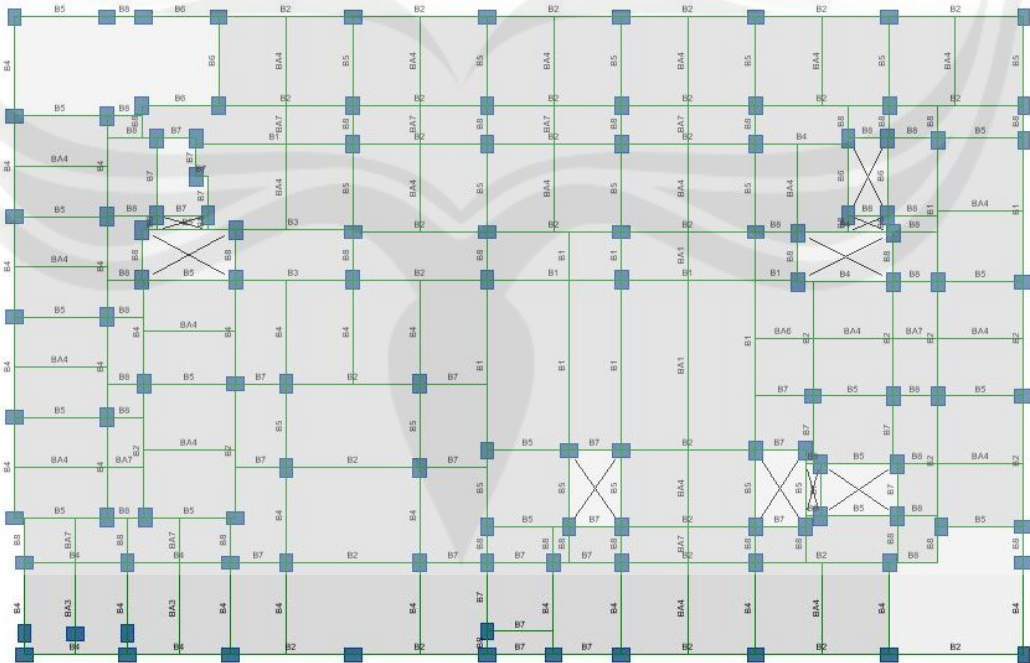 B5 B8 B6 B2 B2 B2 B2 B2 B2
B4 B6 BA4 B5 BA4 B5 BA4 B5 BA4 B5 BA4 B5
B5 B8 B6 B2 B2 B2 B2 B2 B2
B8 BA7 B8 BA7 B8 BA7 B8 BA7 B8 B8
B8 B7 B1 B2 B2 B2 B4 B8 B8 B5
B4 BA4 B7 B7 BA4 B5 BA4 B5 BA4 B5 B6 B6 BA4 B1 B1
B5 B8 B7 B3 B2 B2 B2 B8 B8 B8 B8
B4 BA4 B8 B8 B8 B8 BA1 B8 B8
B8 B5 B3 B2 B1 B1 B1 B4 B8 B5
B5 B8 BA4 BA6 BA4 BA7 BA4
B4 B4 B4 B4 B4 B5 B1 B1 B1 BA1 B1 B2 B2 B2 B2
BA4
B8 B5 B7 B2 B7 B7 B5 B8 B5
B5 B8 BA4 B5 B7 B2 B7
B4 B4 B2 B2 B4 B5 B7 B7
BA4 BA7 B7 B2 B7 B5 B8 BA4
B5 B5 B5 BA4 B5 B5 B7 B2 B4
B5 B8 B5 B7 B2 B7 B5 B8 B5
B8 BA7 B8 BA7 B8 B4 B4 B8 B8 B8 B8 BA7 B8 B8 B8 B8
B4 B4 B7 B2 B7 B7 B7 B2 B2 B8
B4 BA3 B4 BA3 B4 BA4 BA4 B7 B4 B4 BA4 B4 BA4 B4 B4
B7
B4 B4 B2 B2 B7 B7 B2 B2 B2